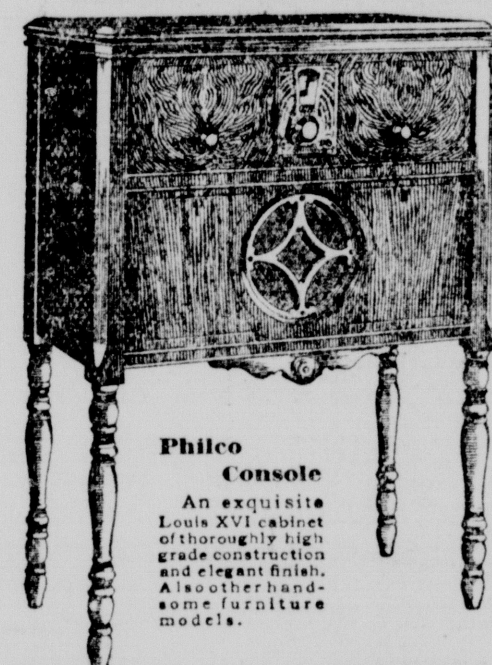 Philco
Console
An exquisite
Louis XVI cabinet
of thoroughly high
grade construction
and elegant finish.
Also other hand-
some furniture
models.